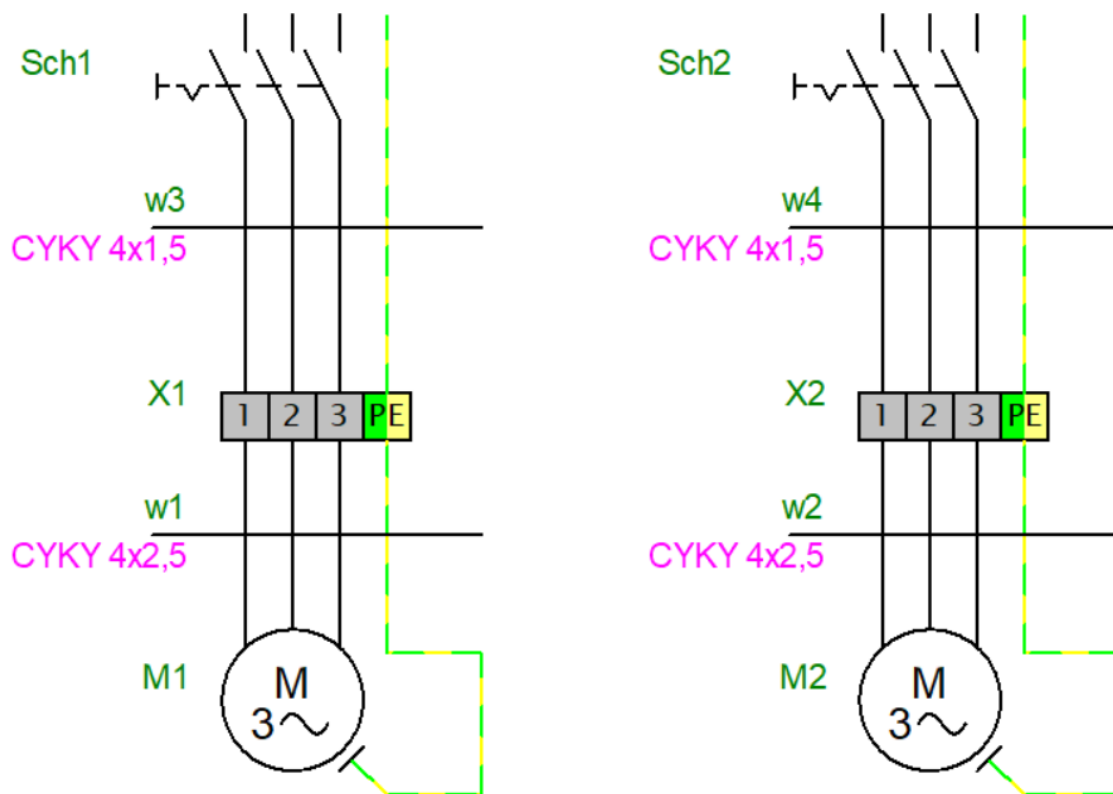 Sch1
w3
CYKY 4x1,5
X1
1 2 3 PE
w1
CYKY 4x2,5
M1
M
3~
Sch2
w4
CYKY 4x1,5
X2
1 2 3 PE
w2
CYKY 4x2,5
M2
M
3~